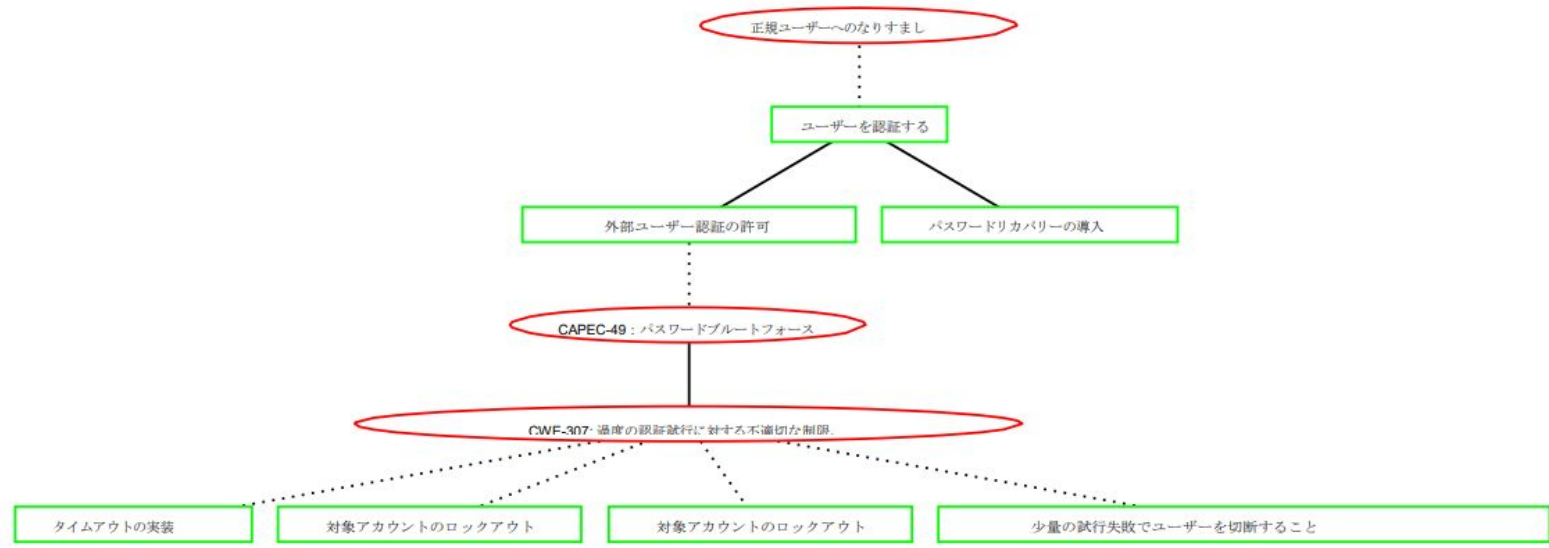 正規ユーザーへのなりすまし
ユーザーを認証する
外部ユーザー認証の許可
パスワードリカバリーの導入
CAPEC-49：パスワードブルートフォース
CWE-307: 過度の認証試行に対する不適切な制限.
タイムアウトの実装
対象アカウントのロックアウト
対象アカウントのロックアウト
少量の試行失敗でユーザーを切断すること